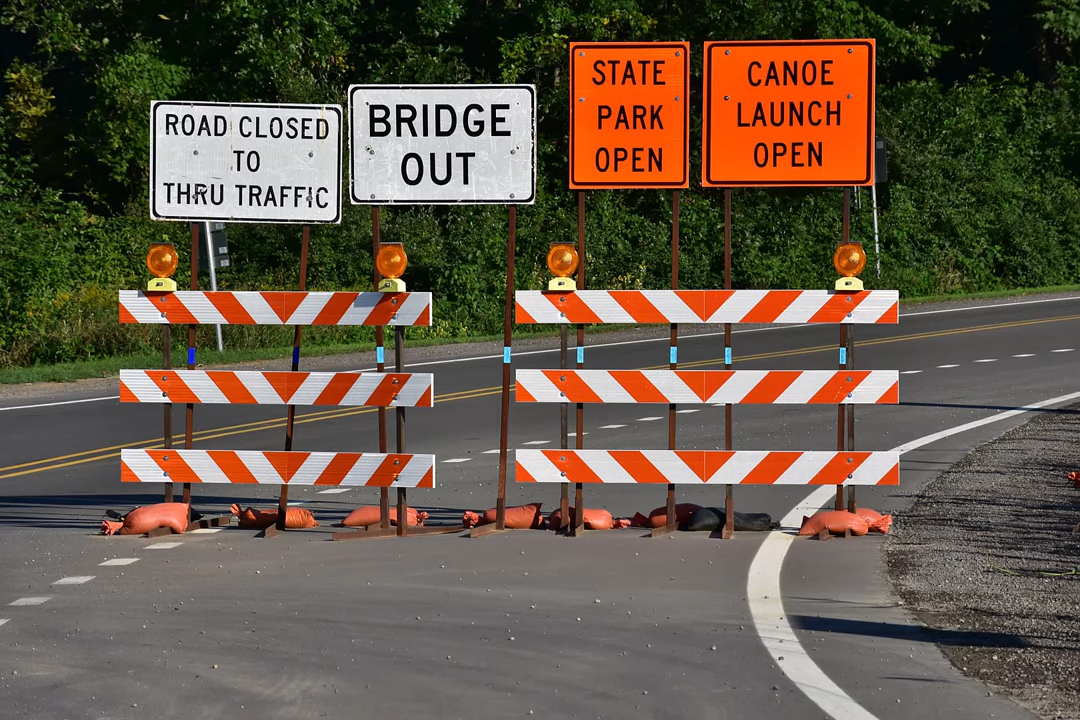 ROAD CLOSED
TO
THRU TRAFFIC
BRIDGE
OUT
STATE
PARK
OPEN
CANOE
LAUNCH
OPEN